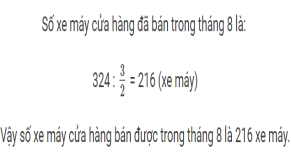 Số xe máy cửa hàng đã bán trong tháng 8 là:
324 : 3/2 = 216 (xe máy)
Vậy số xe máy cửa hàng bán được trong tháng 8 là 216 xe máy.